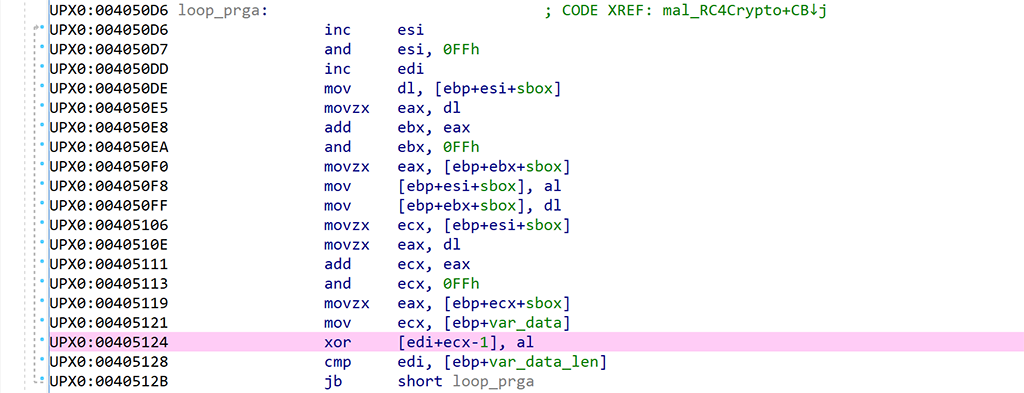 UPX0:004050D6 loop_prga: ; CODE XREF: mal_RC4Crypto+CB↓j
UPX0:004050D6 inc esi
UPX0:004050D7 and esi, 0FFh
UPX0:004050DD inc edi
UPX0:004050DE mov dl, [ebp+esi+sbox]
UPX0:004050E5 movzx eax, dl
UPX0:004050E8 add ebx, eax
UPX0:004050EA and ebx, 0FFh
UPX0:004050F0 movzx eax, [ebp+ebx+sbox]
UPX0:004050F8 mov [ebp+esi+sbox], al
UPX0:004050FF mov [ebp+ebx+sbox], dl
UPX0:00405106 movzx ecx, [ebp+esi+sbox]
UPX0:0040510E movzx eax, dl
UPX0:00405111 add ecx, eax
UPX0:00405113 and ecx, 0FFh
UPX0:00405119 movzx eax, [ebp+ecx+sbox]
UPX0:00405121 mov ecx, [ebp+var_data]
UPX0:00405124 xor [edi+ecx-1], al
UPX0:00405128 cmp edi, [ebp+var_data_len]
UPX0:0040512B jb short loop_prga